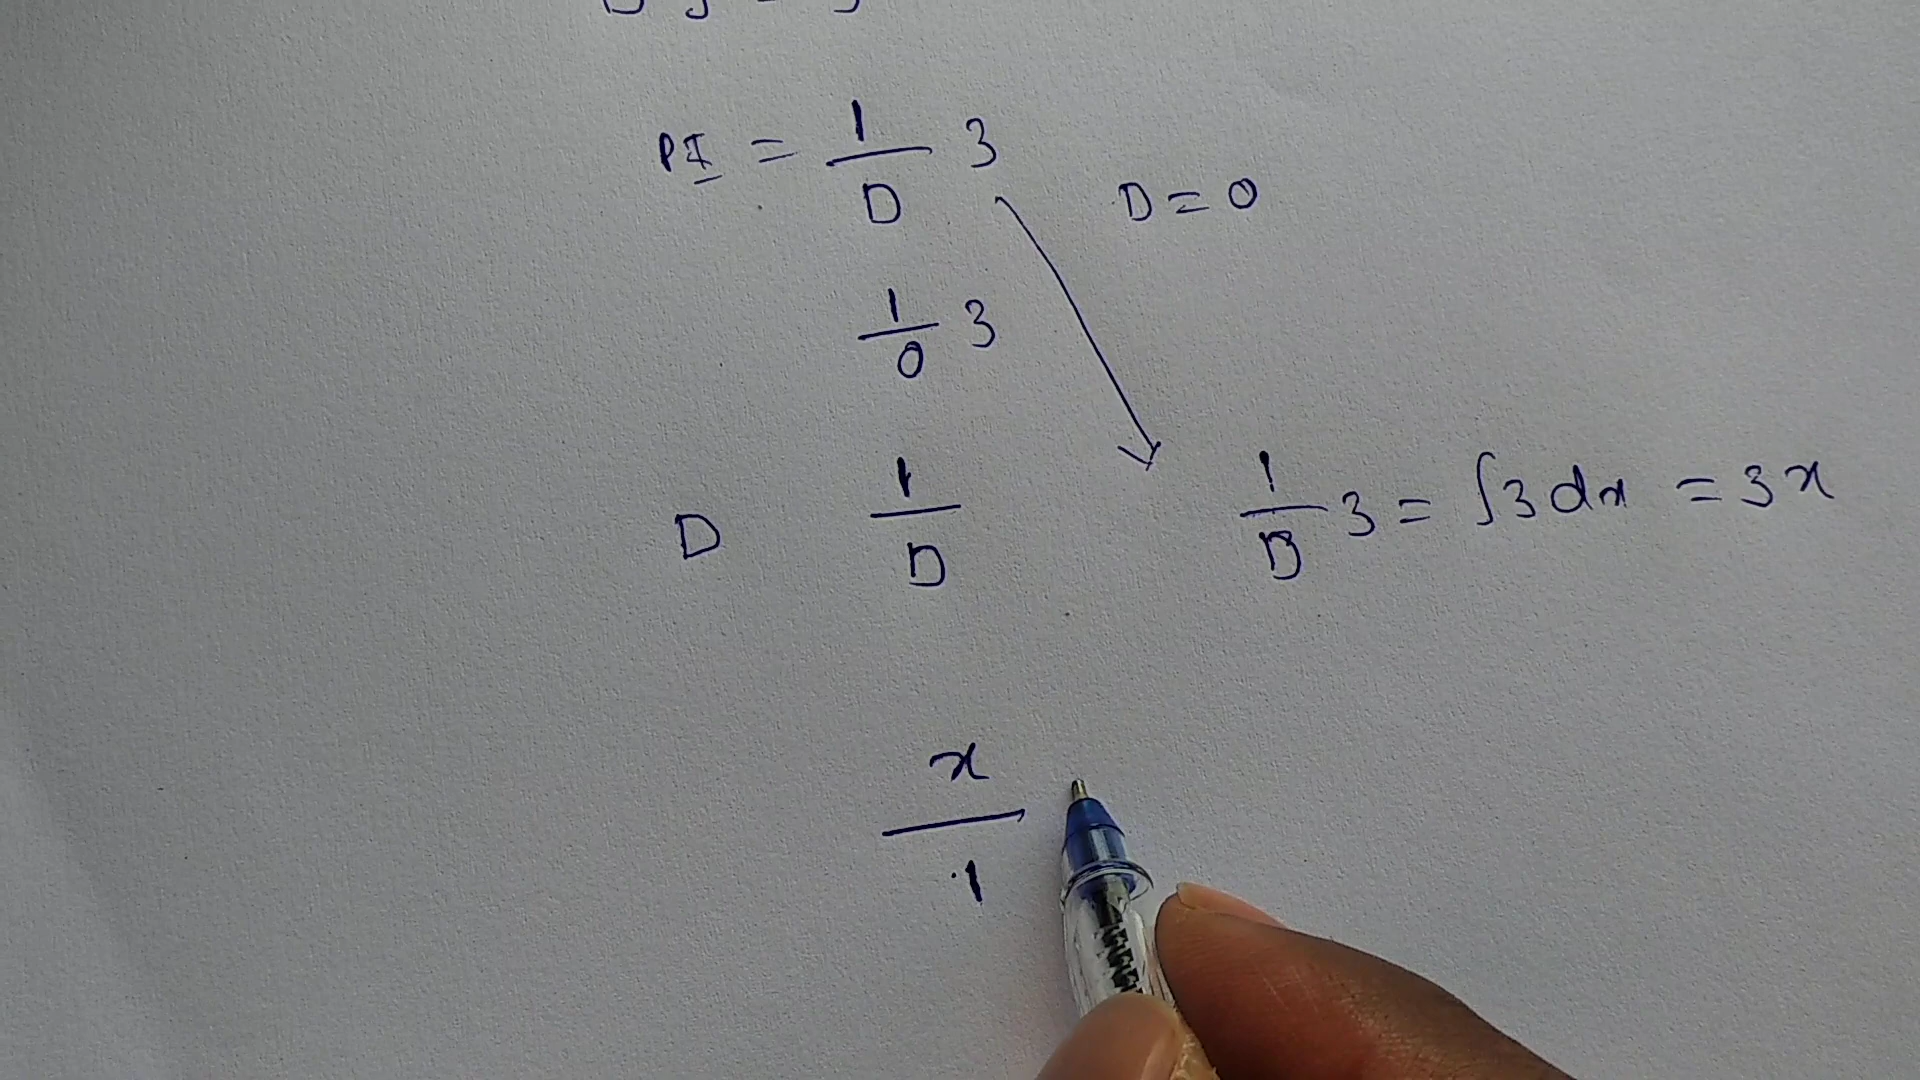 PI = 1/D 3    D = 0
1/0 3
D    1/D    1/D 3 = ∫3 dx = 3x
x/1